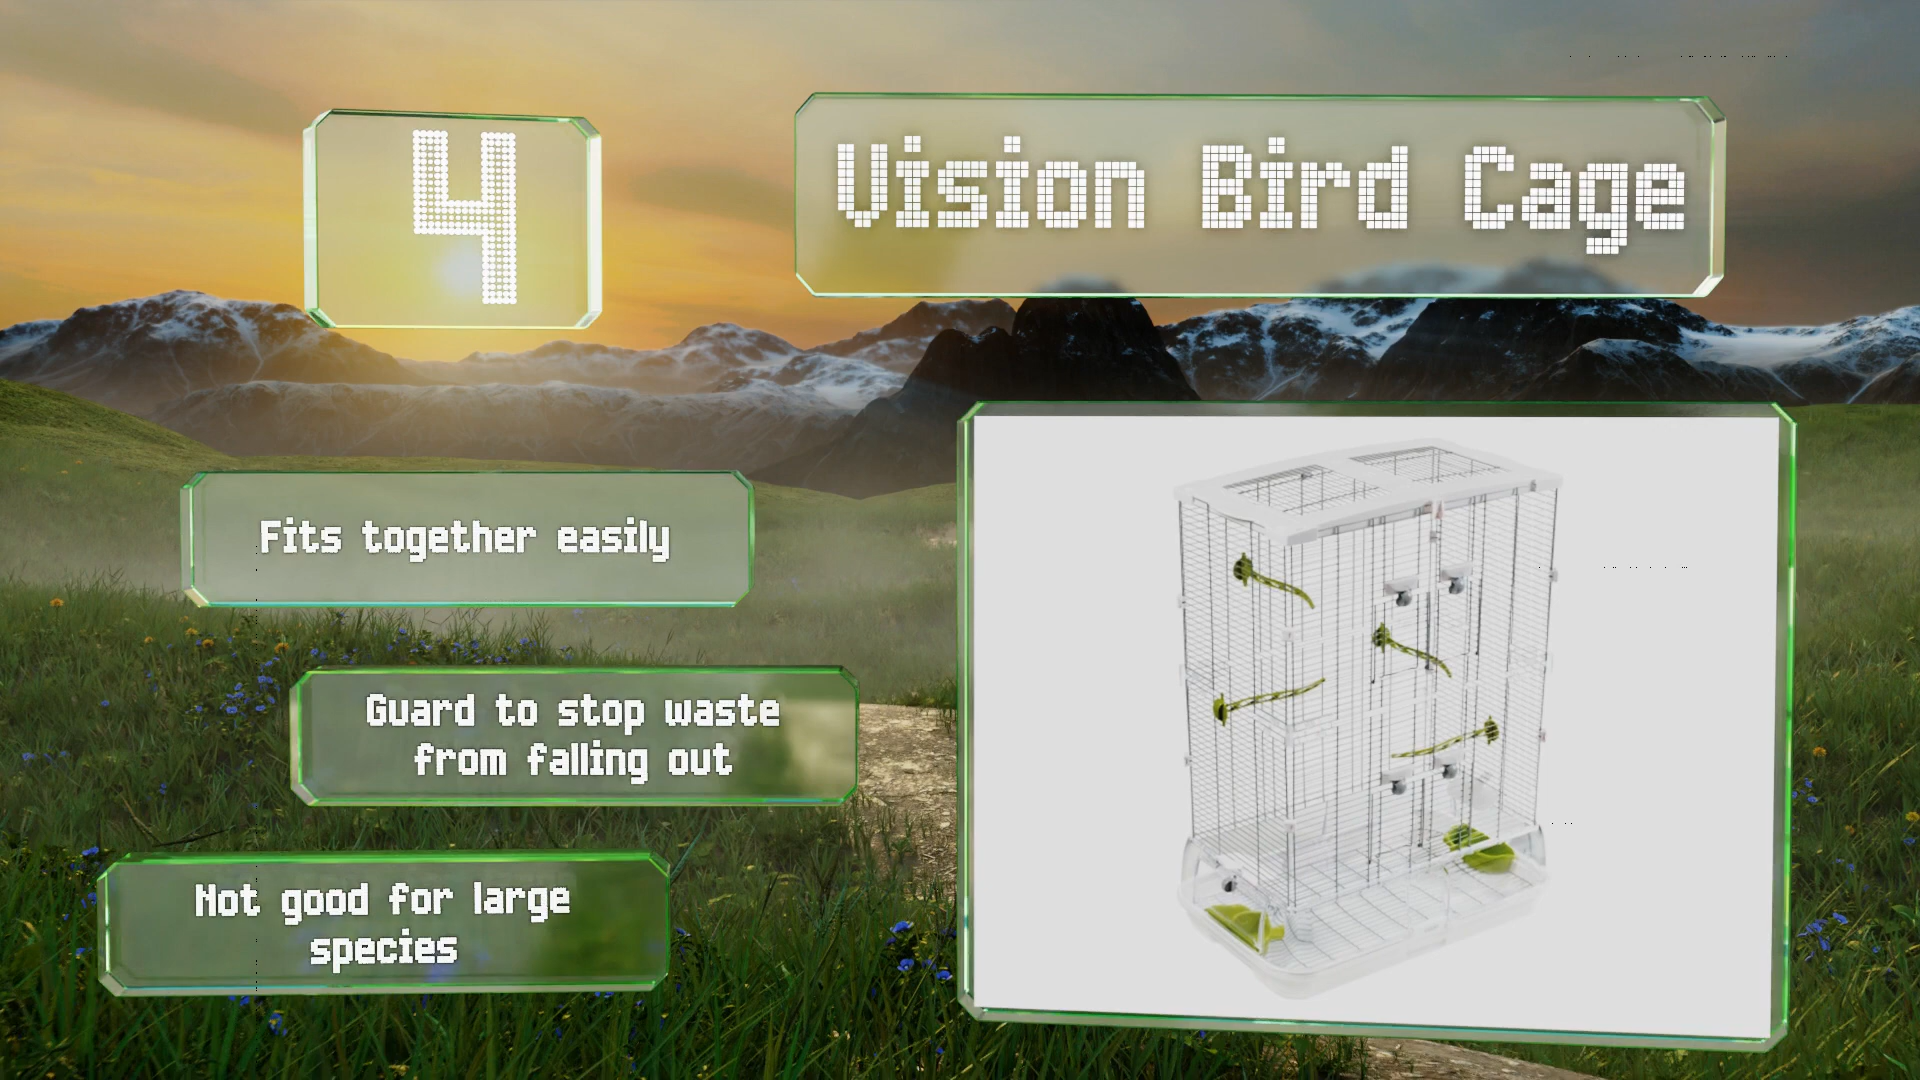 4
Vision Bird Cage
Fits together easily
Guard to stop waste
from falling out
Not good for large
species